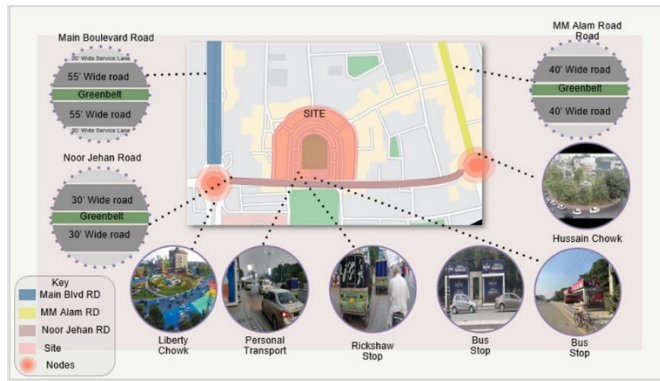 Main Boulevard Road
20' Wide Service Lane
55' Wide road
Greenbelt
55' Wide road
20' Wide Service Lane
MM Alam Road
Road
40' Wide road
Greenbelt
40' Wide road
SITE
Noor Jehan Road
30' Wide road
Greenbelt
30' Wide road
Hussain Chowk
Key
Main Blvd RD
MM Alam RD
Noor Jehan RD
Site
Nodes
Liberty
Chowk
Personal
Transport
Rickshaw
Stop
Bus
Stop
Bus
Stop